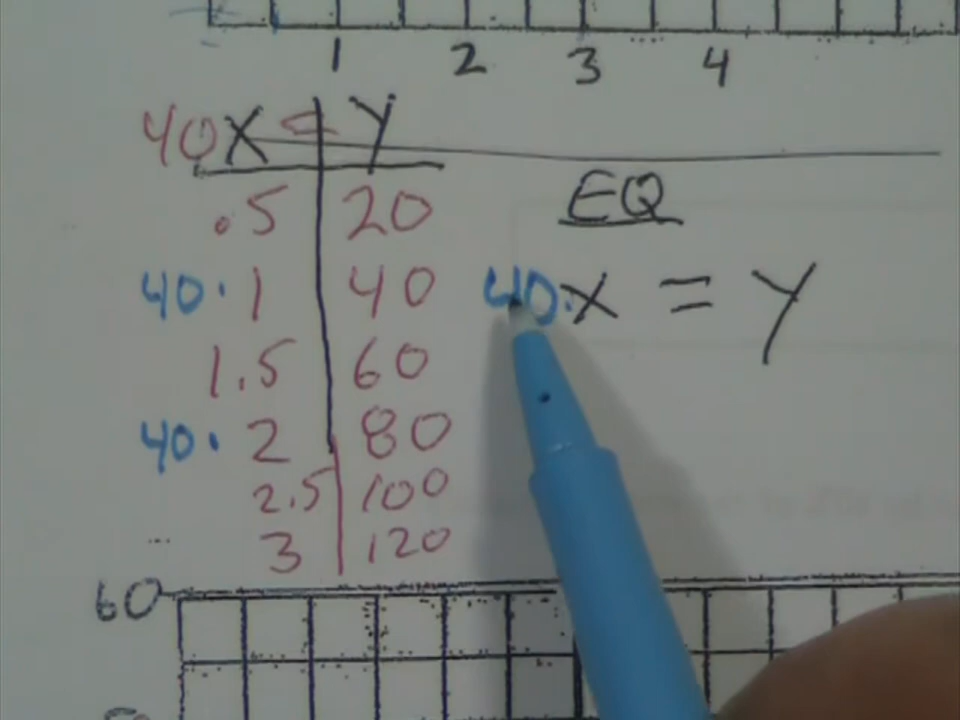 1 2 3 4
40X = Y
.5 20
EQ
40· 1 40
40·X = Y
1.5 60
40· 2 80
2.5 100
3 120
60